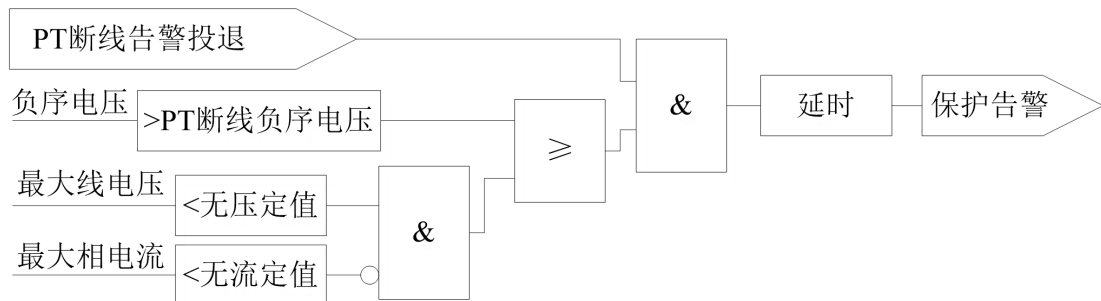 PT断线告警投退
负序电压
>PT断线负序电压
&
延时
保护告警
≥
最大线电压
<无压定值
&
最大相电流
<无流定值